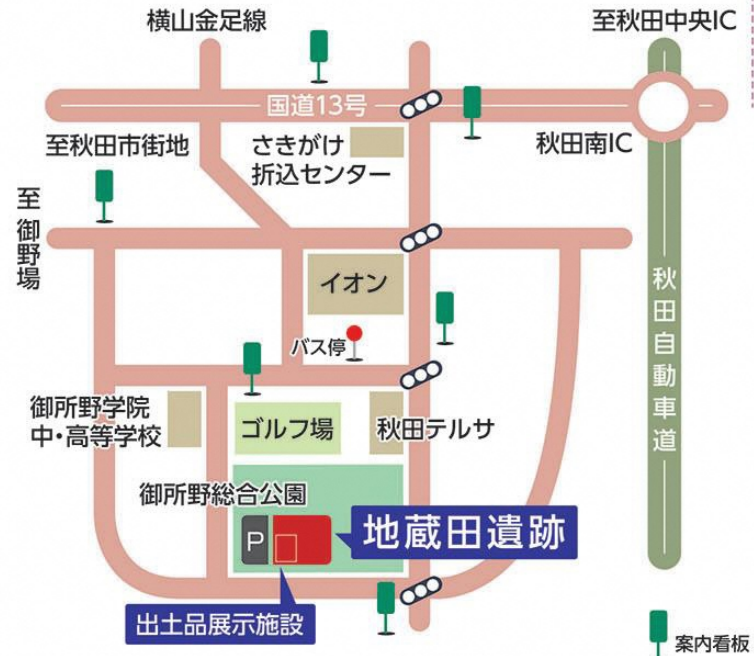 横山金足線
至秋田中央IC
国道13号
至秋田市街地
さきがけ
折込センター
秋田南IC
至御野場
イオン
バス停
秋田自動車道
御所野学院
中・高等学校
ゴルフ場
秋田テルサ
御所野総合公園
P
地蔵田遺跡
出土品展示施設
案内看板